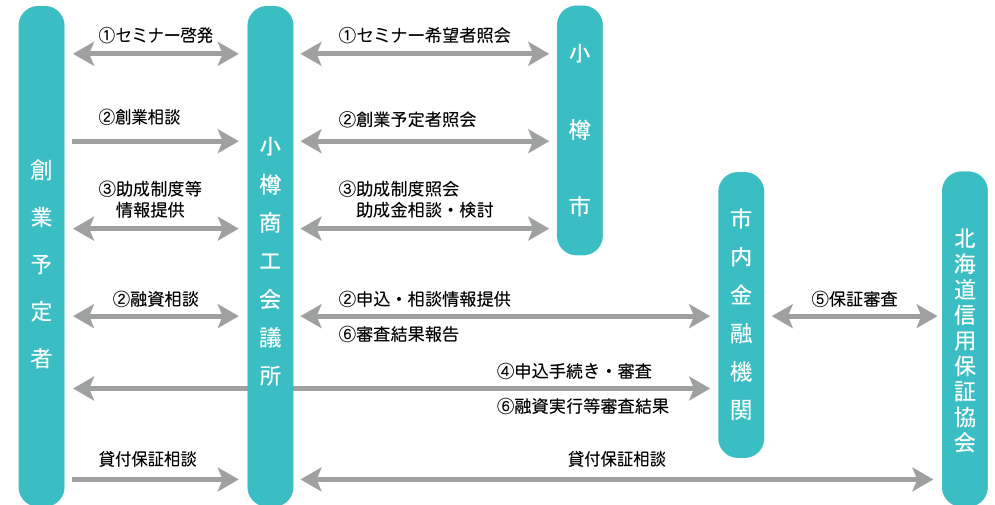 創業予定者
①セミナー啓発
②創業相談
③助成制度等
情報提供
②融資相談
貸付保証相談
小樽商工会議所
①セミナー希望者照会
②創業予定者照会
③助成制度照会
助成金相談・検討
②申込・相談情報提供
⑥審査結果報告
④申込手続き・審査
⑥融資実行等審査結果
貸付保証相談
小樽市
市内金融機関
⑤保証審査
北海道信用保証協会